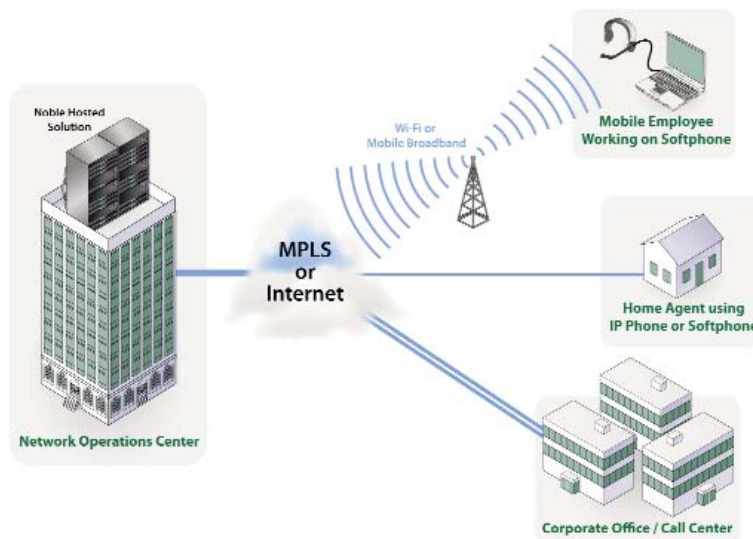 Noble Hosted
Solution
Network Operations Center
MPLS
or
Internet
Wi-Fi or
Mobile Broadband
Mobile Employee
Working on Softphone
Home Agent using
IP Phone or Softphone
Corporate Office / Call Center